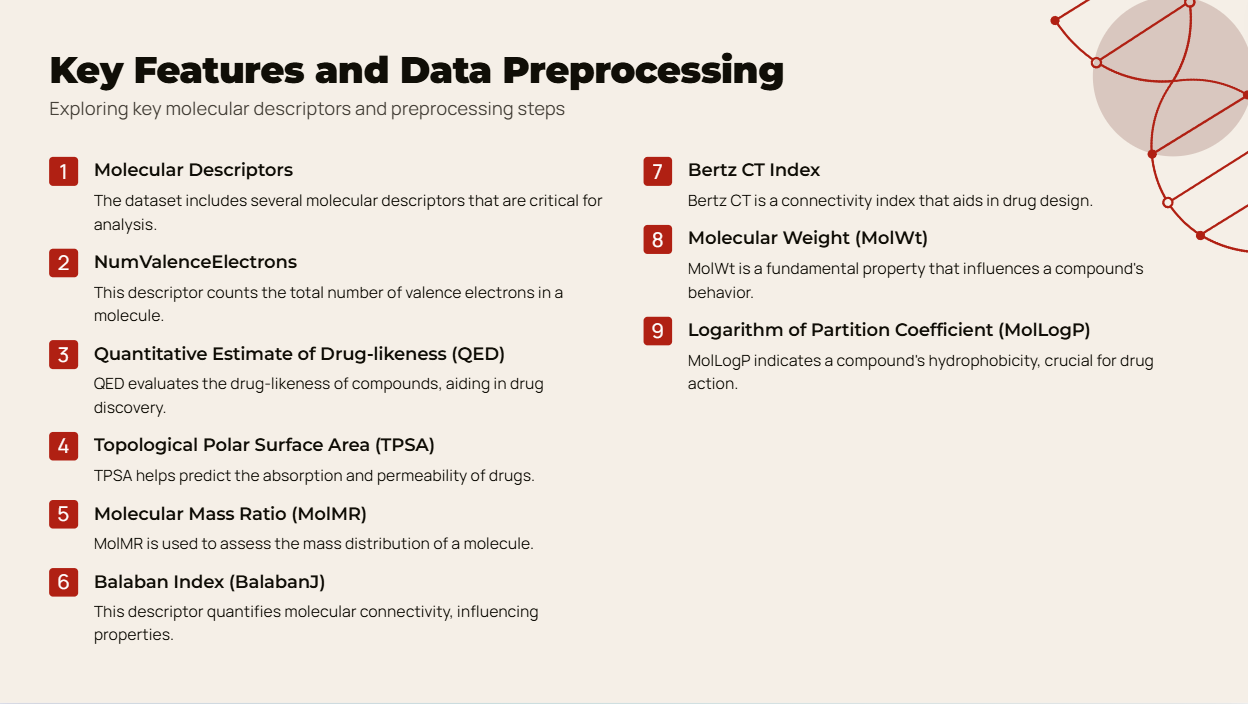 Key Features and Data Preprocessing
Exploring key molecular descriptors and preprocessing steps
1 Molecular Descriptors
The dataset includes several molecular descriptors that are critical for
analysis.
2 NumValenceElectrons
This descriptor counts the total number of valence electrons in a
molecule.
3 Quantitative Estimate of Drug-likeness (QED)
QED evaluates the drug-likeness of compounds, aiding in drug
discovery.
4 Topological Polar Surface Area (TPSA)
TPSA helps predict the absorption and permeability of drugs.
5 Molecular Mass Ratio (MolMR)
MolMR is used to assess the mass distribution of a molecule.
6 Balaban Index (BalabanJ)
This descriptor quantifies molecular connectivity, influencing
properties.
7 Bertz CT Index
Bertz CT is a connectivity index that aids in drug design.
8 Molecular Weight (MolWt)
MolWt is a fundamental property that influences a compound's
behavior.
9 Logarithm of Partition Coefficient (MolLogP)
MolLogP indicates a compound's hydrophobicity, crucial for drug
action.